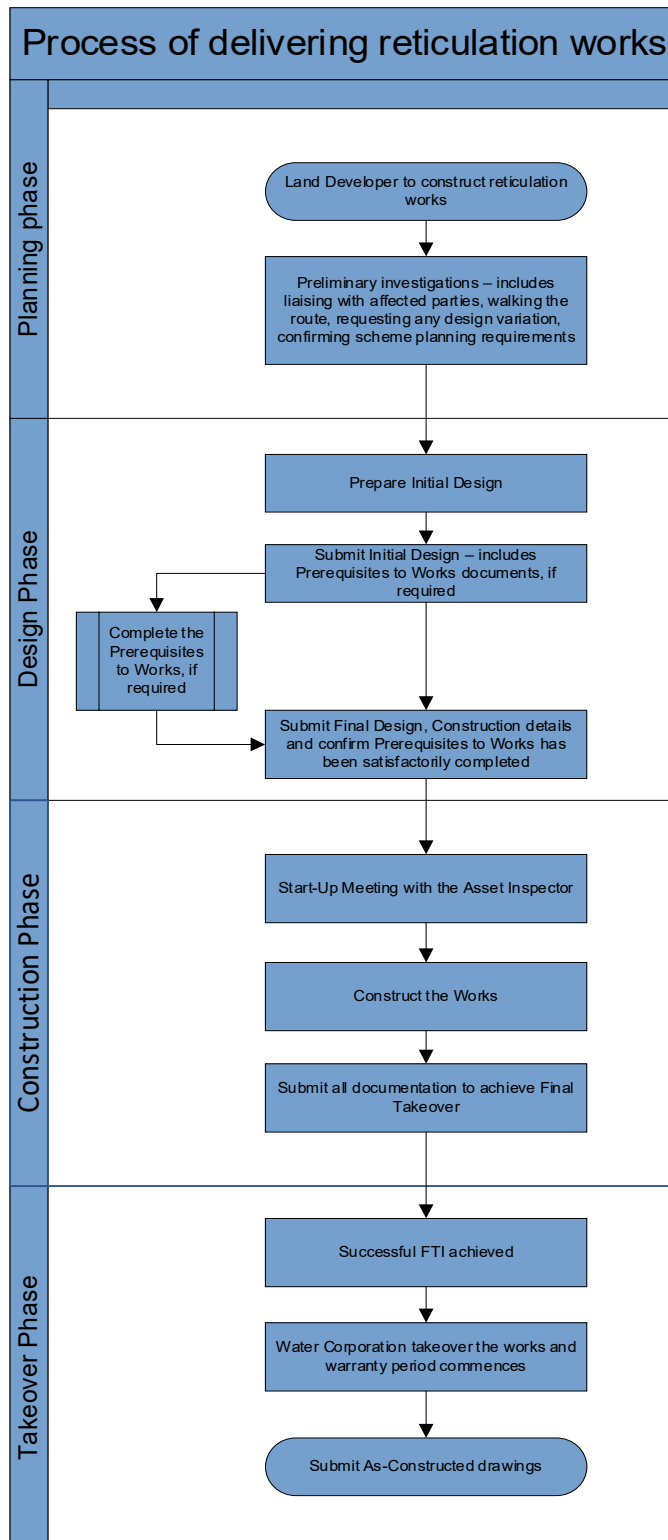 Process of delivering reticulation works
Planning phase
Land Developer to construct reticulation
works
Preliminary investigations – includes
liaising with affected parties, walking the
route, requesting any design variation,
confirming scheme planning requirements
Design Phase
Prepare Initial Design
Submit Initial Design – includes
Prerequisites to Works documents, if
required
Complete the
Prerequisites
to Works, if
required
Submit Final Design, Construction details
and confirm Prerequisites to Works has
been satisfactorily completed
Construction Phase
Start-Up Meeting with the Asset Inspector
Construct the Works
Submit all documentation to achieve Final
Takeover
Takeover Phase
Successful FTI achieved
Water Corporation takeover the works and
warranty period commences
Submit As-Constructed drawings